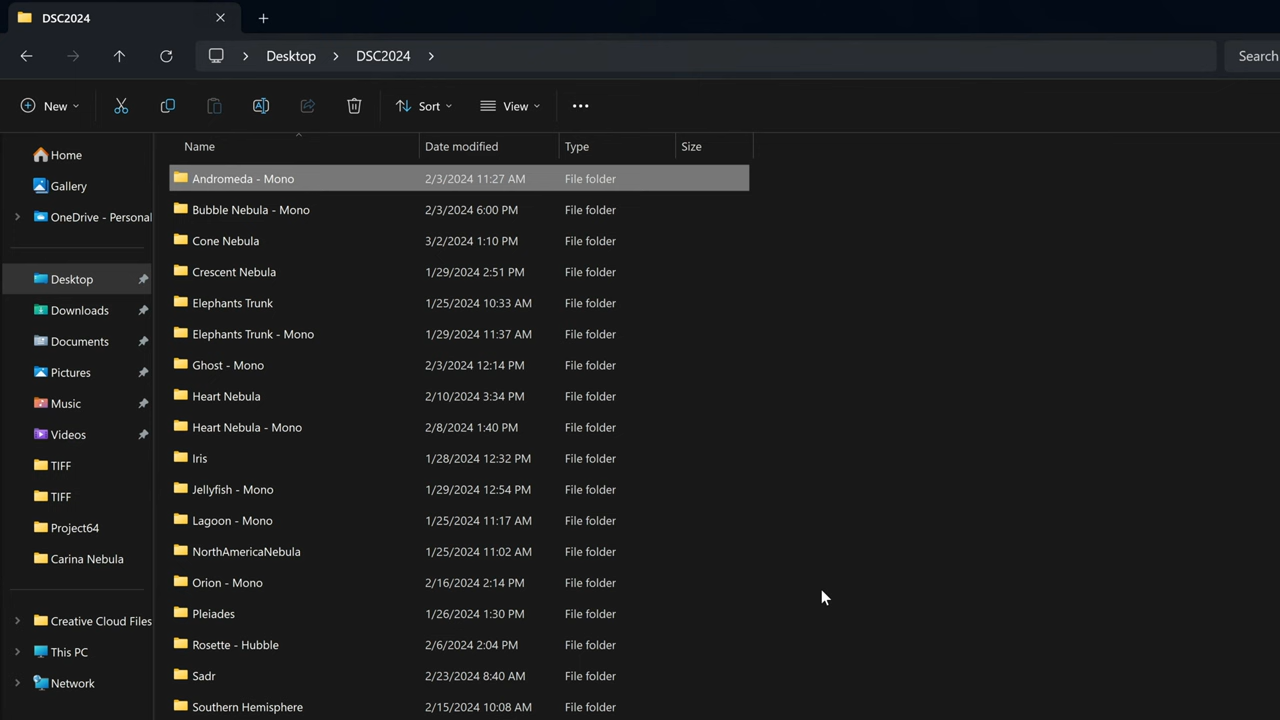 DSC2024
Desktop DSC2024 Search
New Sort View
Name Date modified Type Size
Home
Gallery
OneDrive - Personal
Desktop
Downloads
Documents
Pictures
Music
Videos
TIFF
TIFF
Project64
Carina Nebula
Creative Cloud Files
This PC
Network
Andromeda - Mono 2/3/2024 11:27 AM File folder
Bubble Nebula - Mono 2/3/2024 6:00 PM File folder
Cone Nebula 3/2/2024 1:10 PM File folder
Crescent Nebula 1/29/2024 2:51 PM File folder
Elephants Trunk 1/25/2024 10:33 AM File folder
Elephants Trunk - Mono 1/29/2024 11:37 AM File folder
Ghost - Mono 2/3/2024 12:14 PM File folder
Heart Nebula 2/10/2024 3:34 PM File folder
Heart Nebula - Mono 2/8/2024 1:40 PM File folder
Iris 1/28/2024 12:32 PM File folder
Jellyfish - Mono 1/29/2024 12:54 PM File folder
Lagoon - Mono 1/25/2024 11:17 AM File folder
NorthAmericaNebula 1/25/2024 11:02 AM File folder
Orion - Mono 2/16/2024 2:14 PM File folder
Pleiades 1/26/2024 1:30 PM File folder
Rosette - Hubble 2/6/2024 2:04 PM File folder
Sadr 2/23/2024 8:40 AM File folder
Southern Hemisphere 2/15/2024 10:08 AM File folder